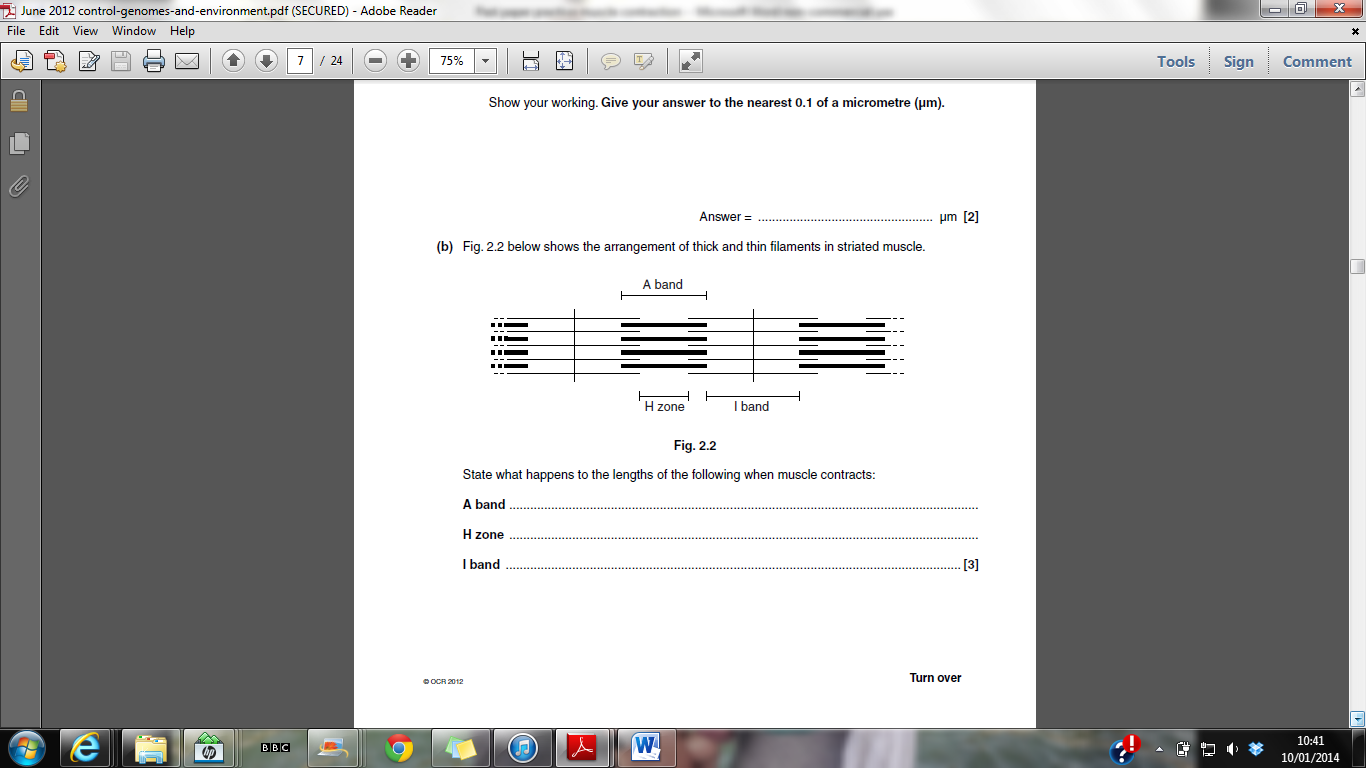 June 2012 control-genomes-and-environment.pdf (SECURED) - Adobe Reader
File Edit View Window Help
7 / 24 75% Tools Sign Comment
Show your working. Give your answer to the nearest 0.1 of a micrometre (µm).
Answer = .................................................. µm [2]
(b) Fig. 2.2 below shows the arrangement of thick and thin filaments in striated muscle.
A band
H zone I band
Fig. 2.2
State what happens to the lengths of the following when muscle contracts:
A band ......................................................................................................................................
H zone ......................................................................................................................................
I band .................................................................................................................................. [3]
© OCR 2012
Turn over
hp
BBC
10:41
10/01/2014